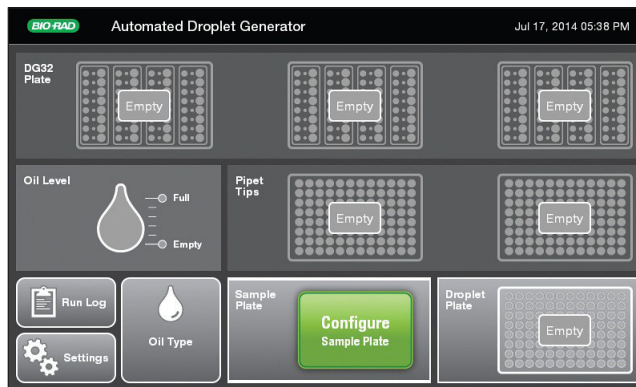 BIO-RAD Automated Droplet Generator Jul 17, 2014 05:38 PM
DG32
Plate
Empty Empty Empty
Oil Level
Full
Empty
Pipet
Tips
Empty Empty
Run Log
Settings
Oil Type
Sample
Plate
Configure
Sample Plate
Droplet
Plate
Empty